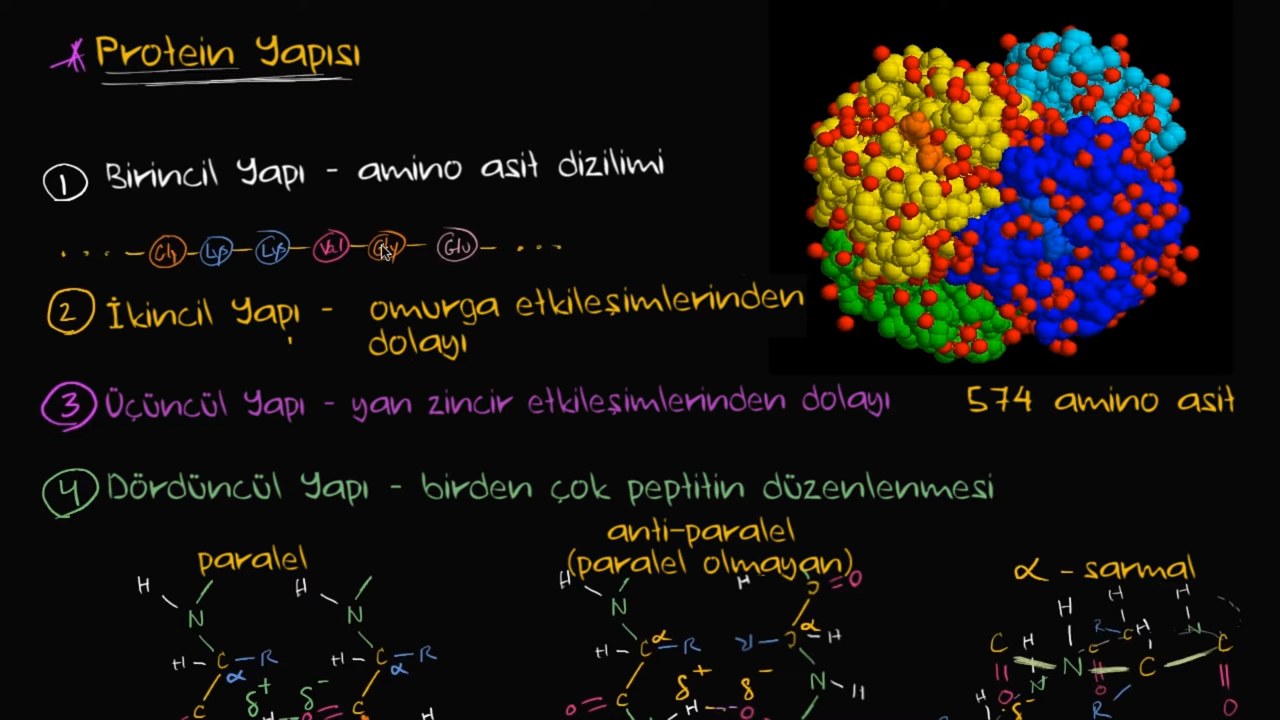 Protein Yapısı
1 Birincil Yapı - amino asit dizilimi
.... - Gly - Lys - Lys - Val - Gly - Glu - ...
2 İkincil Yapı - omurga etkileşimlerinden
dolayı
3 Üçüncül Yapı - yan zincir etkileşimlerinden dolayı
574 amino asit
4 Dördüncül Yapı - birden çok peptitin düzenlenmesi
paralel
anti-paralel
(paralel olmayan)
α - sarmal
H H H H C =O H H H
N N N α R C H N C
H C R H C R H C α R R C α H C H N C C
α α N H N O O
C δ+ δ- C O C δ+ δ- H R O
H O H H O H δ-